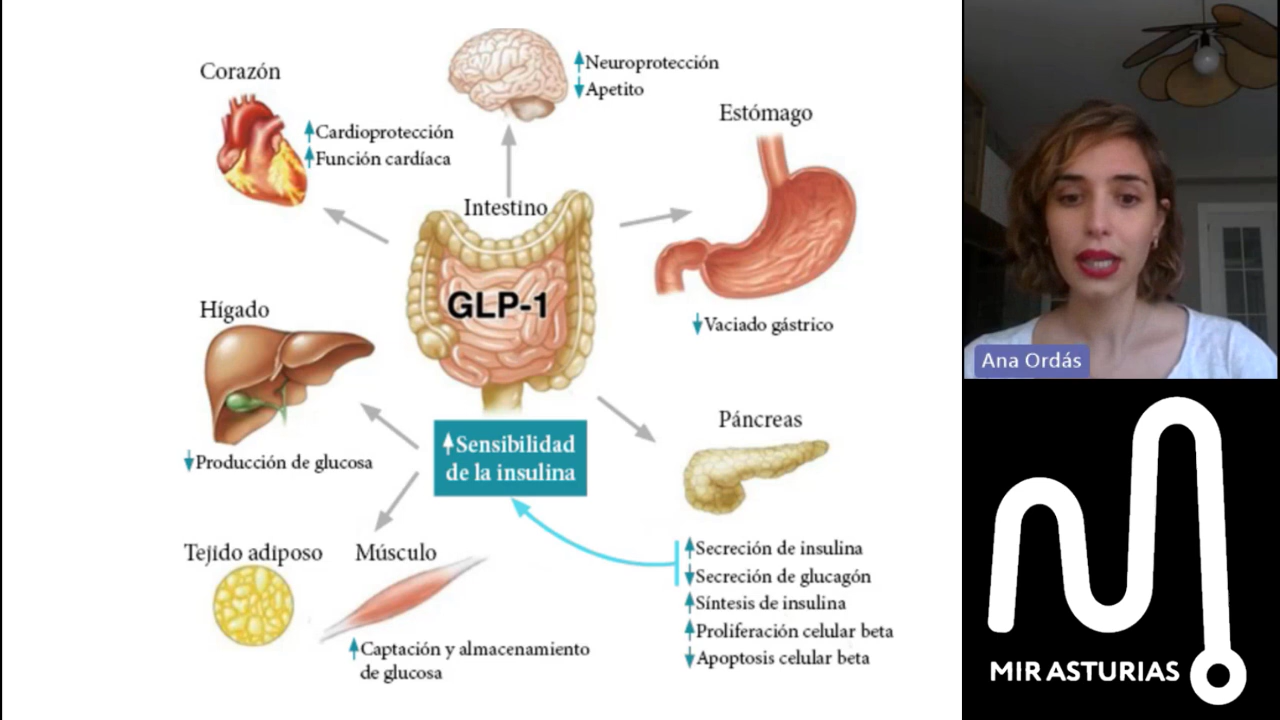 Corazón
Cardioprotección
Función cardíaca
Neuroprotección
Apetito
Estómago
Vaciado gástrico
Intestino
GLP-1
Hígado
Producción de glucosa
Sensibilidad
de la insulina
Páncreas
Secreción de insulina
Secreción de glucagón
Síntesis de insulina
Proliferación celular beta
Apoptosis celular beta
Tejido adiposo
Músculo
Captación y almacenamiento
de glucosa
Ana Ordás
MIR ASTURIAS